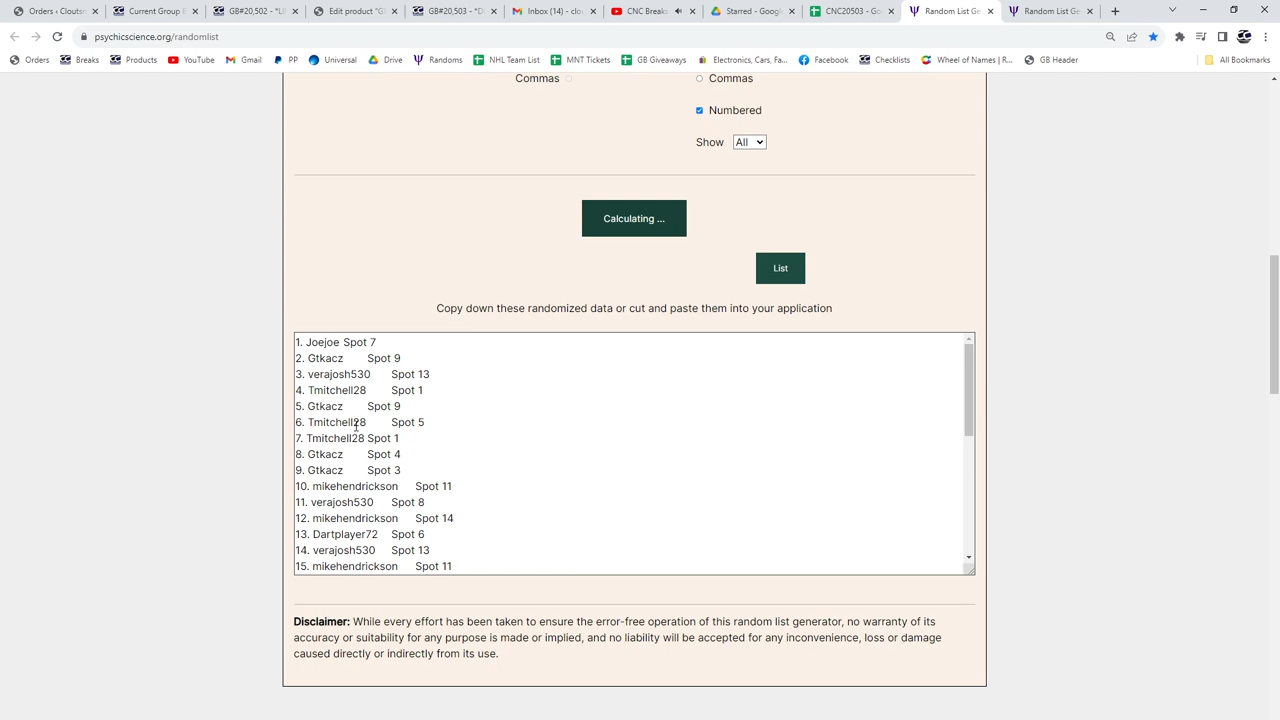 Orders ‹ Cloutsn
Current Group B
GB#20,502 - *LF
Edit product "GB
GB#20,503 - *D
Inbox (14) - clo
CNC Breaks
Starred - Google
CNC20503 - Go
Random List Ge
Random List Ge
psychicscience.org/randomlist
Orders Breaks Products YouTube Gmail PP Universal Drive Randoms NHL Team List MNT Tickets GB Giveaways Electronics, Cars, Fa... Facebook Checklists Wheel of Names | R... GB Header All Bookmarks
Commas Commas
Numbered
Show All
Calculating ...
List
Copy down these randomized data or cut and paste them into your application
1. Joejoe Spot 7
2. Gtkacz Spot 9
3. verajosh530 Spot 13
4. Tmitchell28 Spot 1
5. Gtkacz Spot 9
6. Tmitchell28 Spot 5
7. Tmitchell28 Spot 1
8. Gtkacz Spot 4
9. Gtkacz Spot 3
10. mikehendrickson Spot 11
11. verajosh530 Spot 8
12. mikehendrickson Spot 14
13. Dartplayer72 Spot 6
14. verajosh530 Spot 13
15. mikehendrickson Spot 11
Disclaimer: While every effort has been taken to ensure the error-free operation of this random list generator, no warranty of its
accuracy or suitability for any purpose is made or implied, and no liability will be accepted for any inconvenience, loss or damage
caused directly or indirectly from its use.